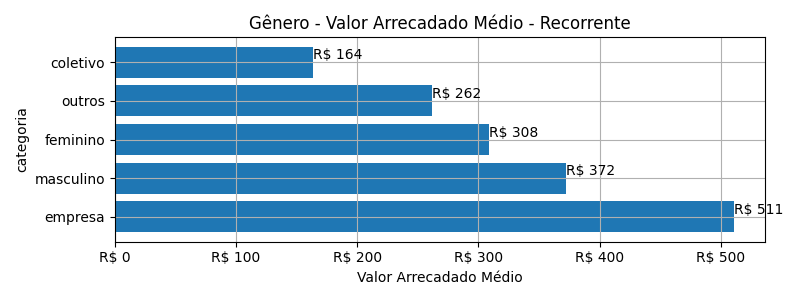 Gênero - Valor Arrecadado Médio - Recorrente
categoria
coletivo R$ 164
outros R$ 262
feminino R$ 308
masculino R$ 372
empresa R$ 511
R$ 0 R$ 100 R$ 200 R$ 300 R$ 400 R$ 500
Valor Arrecadado Médio